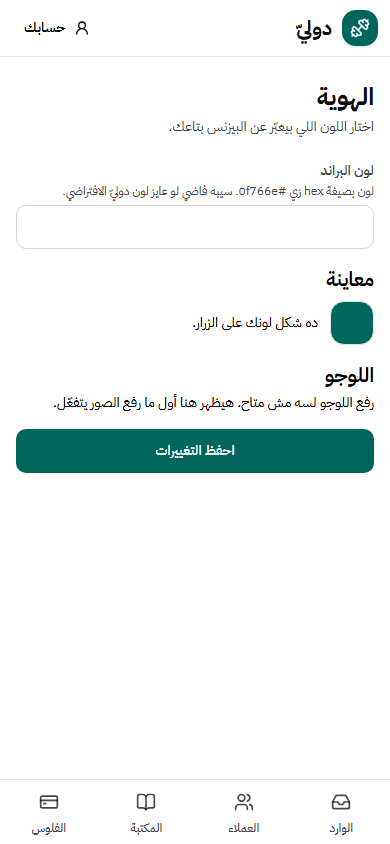 دوليّ
حسابك
الهوية
اختار اللون اللي بيعبّر عن البيزنس بتاعك.
لون البراند
لون بصيغة hex زي #0f766e. سيبه فاضي لو عايز لون دوليّ الافتراضي.
معاينة
ده شكل لونك على الزرار.
اللوجو
رفع اللوجو لسه مش متاح. هيظهر هنا أول ما رفع الصور يتفعّل.
احفظ التغييرات
الوارد
العملاء
المكتبة
الفلوس